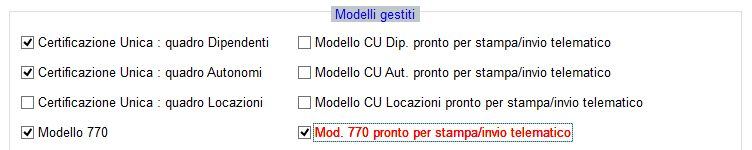 Modelli gestiti
Certificazione Unica : quadro Dipendenti Modello CU Dip. pronto per stampa/invio telematico
Certificazione Unica : quadro Autonomi Modello CU Aut. pronto per stampa/invio telematico
Certificazione Unica : quadro Locazioni Modello CU Locazioni pronto per stampa/invio telematico
Modello 770 Mod. 770 pronto per stampa/invio telematico